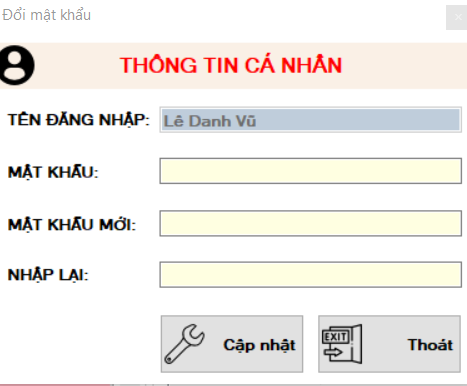 Đổi mật khẩu
THÔNG TIN CÁ NHÂN
TÊN ĐĂNG NHẬP: Lê Danh Vũ
MẬT KHẨU:
MẬT KHẨU MỚI:
NHẬP LẠI:
Cập nhật
EXIT Thoát